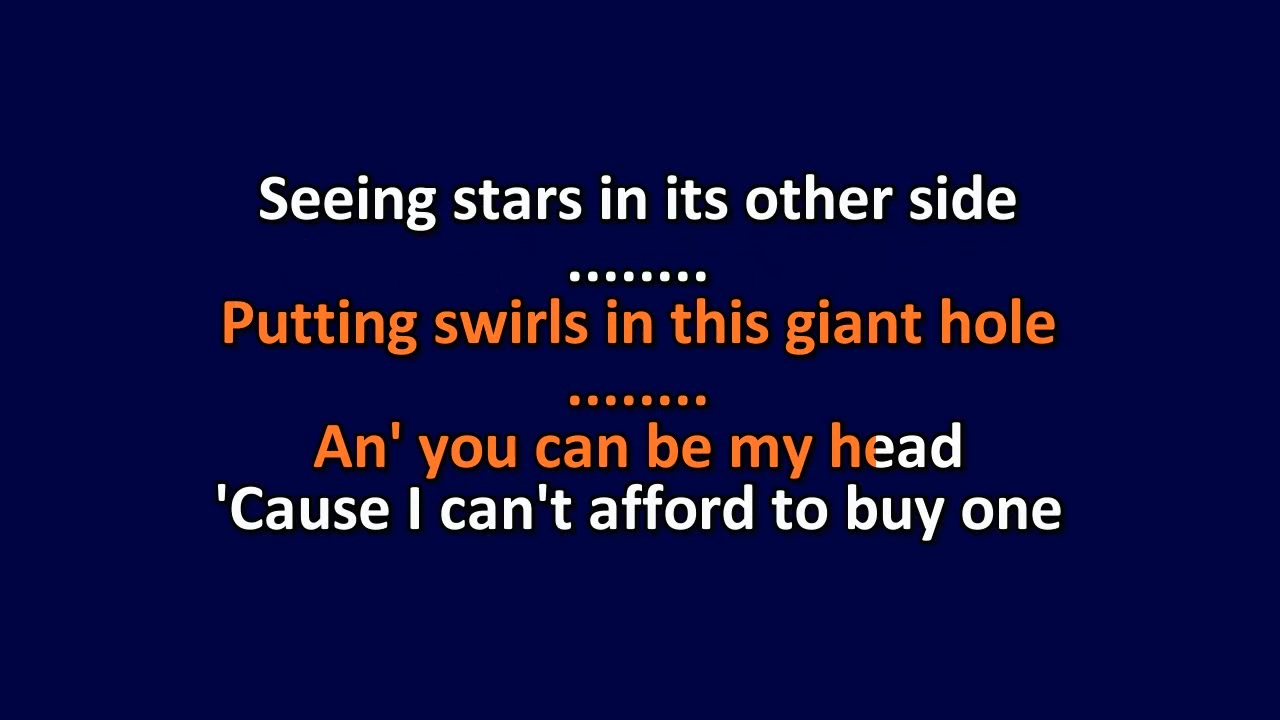 Seeing stars in its other side
........
Putting swirls in this giant hole
........
An' you can be my head
'Cause I can't afford to buy one